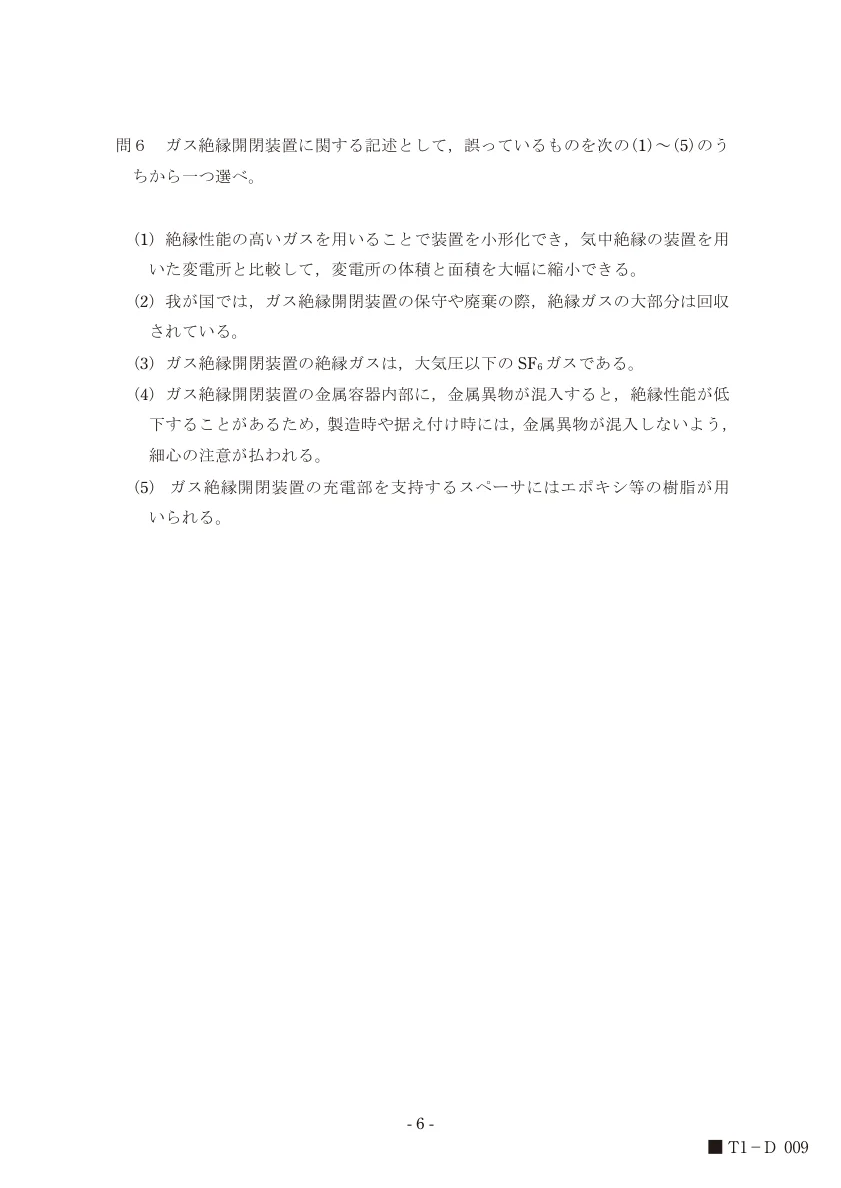 問６　ガス絶縁開閉装置に関する記述として，誤っているものを次の(1)～(5)のう
ちから一つ選べ。
(1) 絶縁性能の高いガスを用いることで装置を小形化でき，気中絶縁の装置を用
いた変電所と比較して，変電所の体積と面積を大幅に縮小できる。
(2) 我が国では，ガス絶縁開閉装置の保守や廃棄の際，絶縁ガスの大部分は回収
されている。
(3) ガス絶縁開閉装置の絶縁ガスは，大気圧以下の SF₆ ガスである。
(4) ガス絶縁開閉装置の金属容器内部に，金属異物が混入すると，絶縁性能が低
下することがあるため，製造時や据え付け時には，金属異物が混入しないよう，
細心の注意が払われる。
(5) ガス絶縁開閉装置の充電部を支持するスペーサにはエポキシ等の樹脂が用
いられる。
- 6 -
■ T1－D 009